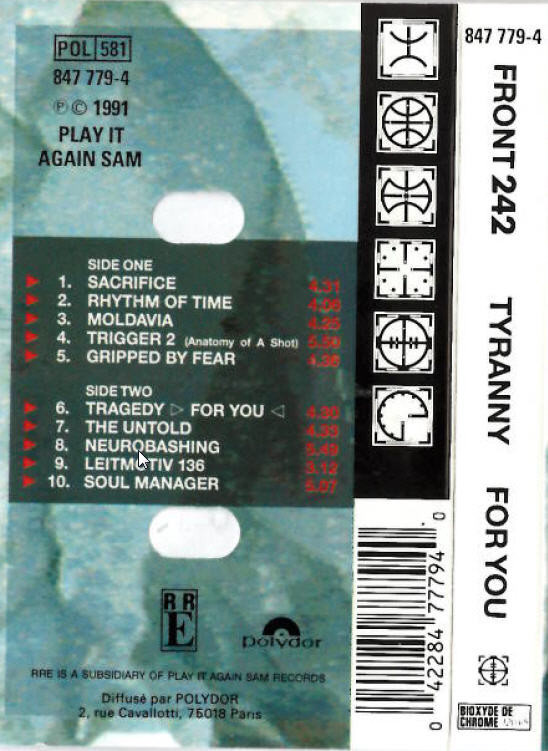 POL 581
847 779-4
℗ © 1991
PLAY IT
AGAIN SAM
SIDE ONE
1. SACRIFICE 4.31
2. RHYTHM OF TIME 4.06
3. MOLDAVIA 4.25
4. TRIGGER 2 (Anatomy of A Shot) 5.56
5. GRIPPED BY FEAR 4.36
SIDE TWO
6. TRAGEDY ▷ FOR YOU ◁ 4.30
7. THE UNTOLD 4.33
8. NEUROBASHING 5.49
9. LEITMOTIV 136 3.12
10. SOUL MANAGER 5.07
R R
E
polydor
RRE IS A SUBSIDIARY OF PLAY IT AGAIN SAM RECORDS
Diffusé par POLYDOR
2, rue Cavallotti, 75018 Paris
0 42284 77794 0
847 779-4
FRONT 242 TYRANNY FOR YOU
BIOXYDE DE
CHROME